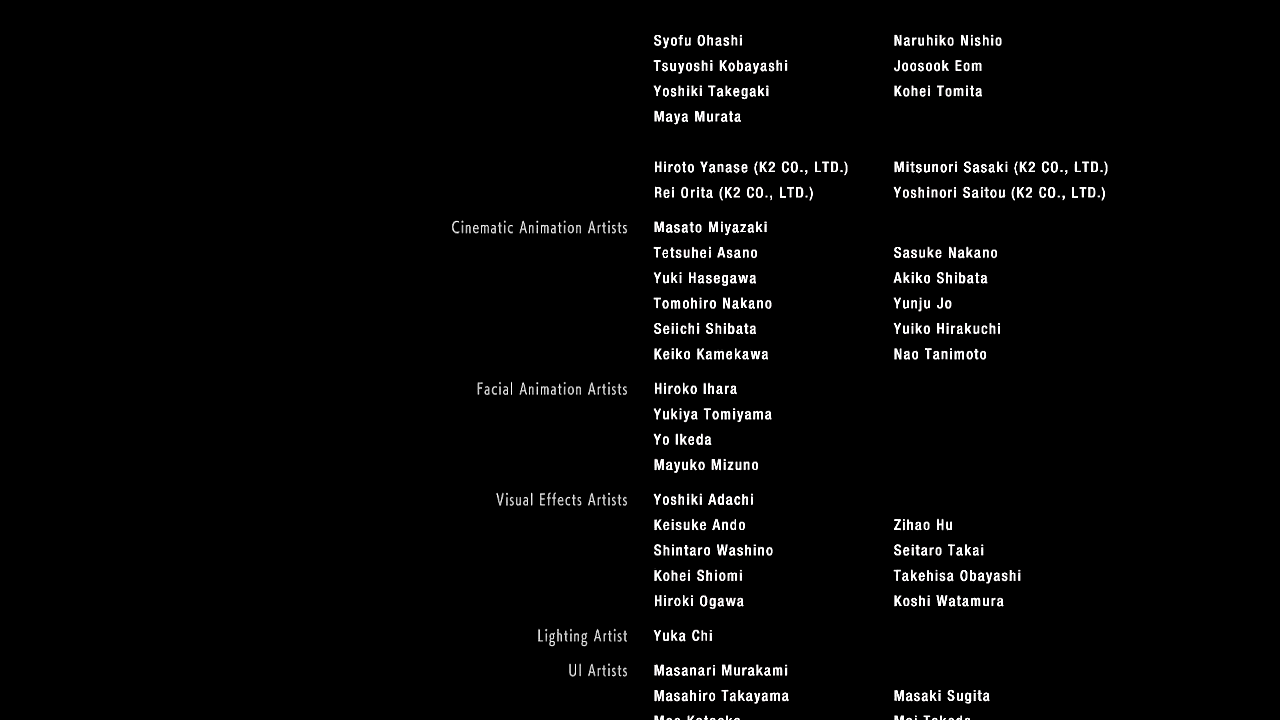 Syofu Ohashi Naruhiko Nishio
Tsuyoshi Kobayashi Joosook Eom
Yoshiki Takegaki Kohei Tomita
Maya Murata
Hiroto Yanase (K2 CO., LTD.) Mitsunori Sasaki (K2 CO., LTD.)
Rei Orita (K2 CO., LTD.) Yoshinori Saitou (K2 CO., LTD.)
Cinematic Animation Artists Masato Miyazaki
Tetsuhei Asano Sasuke Nakano
Yuki Hasegawa Akiko Shibata
Tomohiro Nakano Yunju Jo
Seiichi Shibata Yuiko Hirakuchi
Keiko Kamekawa Nao Tanimoto
Facial Animation Artists Hiroko Ihara
Yukiya Tomiyama
Yo Ikeda
Mayuko Mizuno
Visual Effects Artists Yoshiki Adachi
Keisuke Ando Zihao Hu
Shintaro Washino Seitaro Takai
Kohei Shiomi Takehisa Obayashi
Hiroki Ogawa Koshi Watamura
Lighting Artist Yuka Chi
UI Artists Masanari Murakami
Masahiro Takayama Masaki Sugita